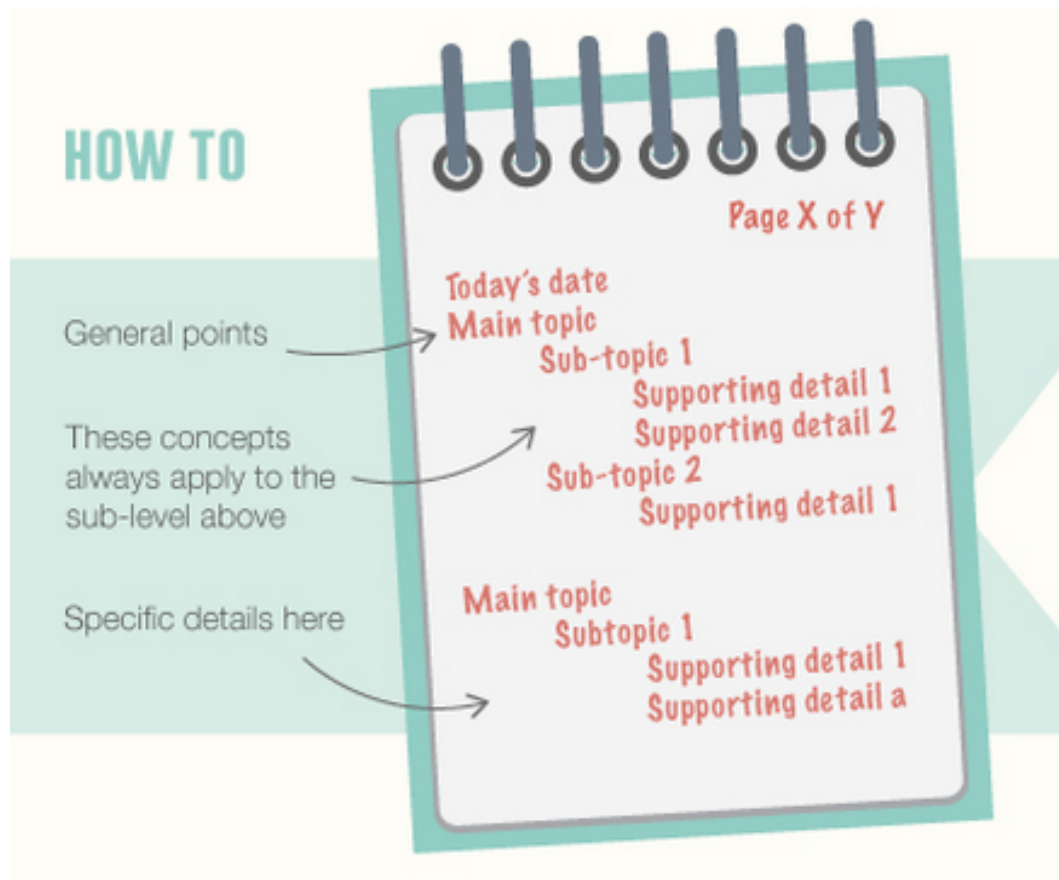 HOW TO
General points
These concepts
always apply to the
sub-level above
Specific details here
Page X of Y
Today's date
Main topic
Sub-topic 1
Supporting detail 1
Supporting detail 2
Sub-topic 2
Supporting detail 1
Main topic
Subtopic 1
Supporting detail 1
Supporting detail a